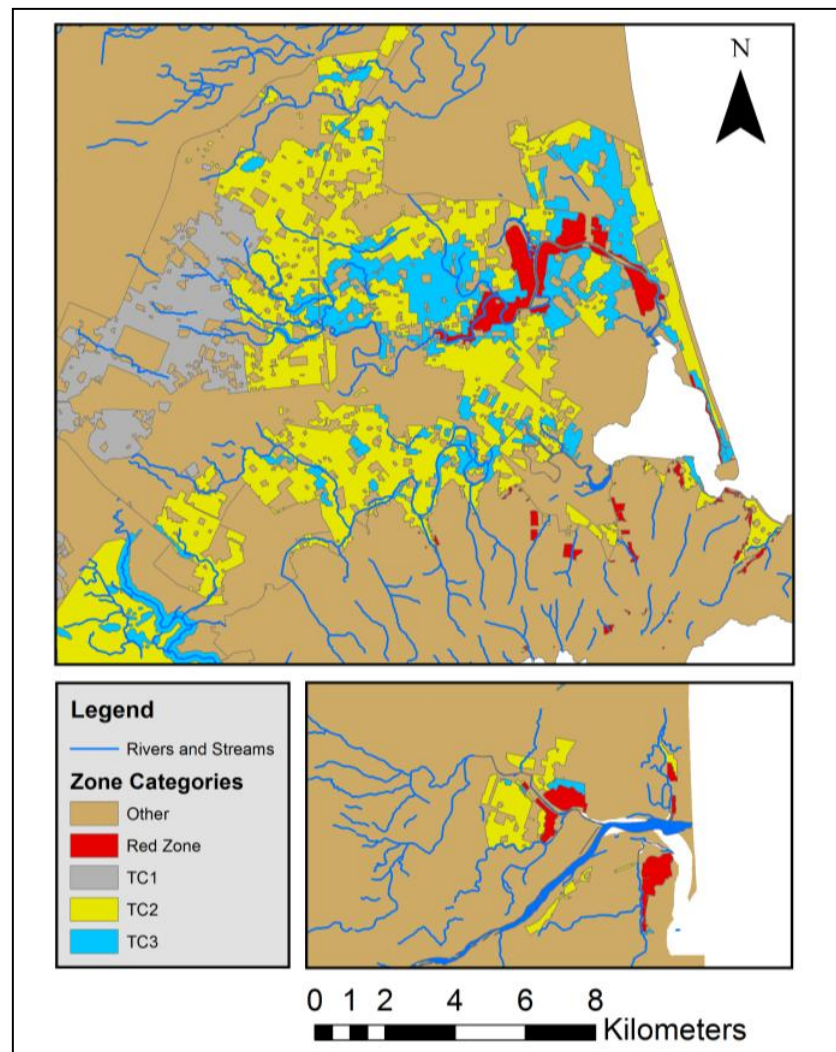 N
Legend
Rivers and Streams
Zone Categories
Other
Red Zone
TC1
TC2
TC3
0 1 2 4 6 8
Kilometers